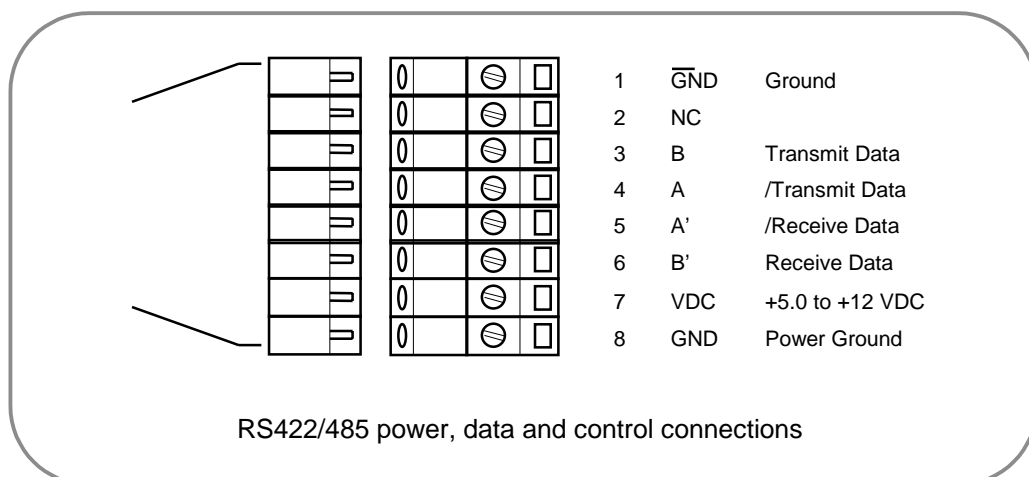 1 GND Ground
2 NC
3 B Transmit Data
4 A /Transmit Data
5 A’ /Receive Data
6 B’ Receive Data
7 VDC +5.0 to +12 VDC
8 GND Power Ground
RS422/485 power, data and control connections